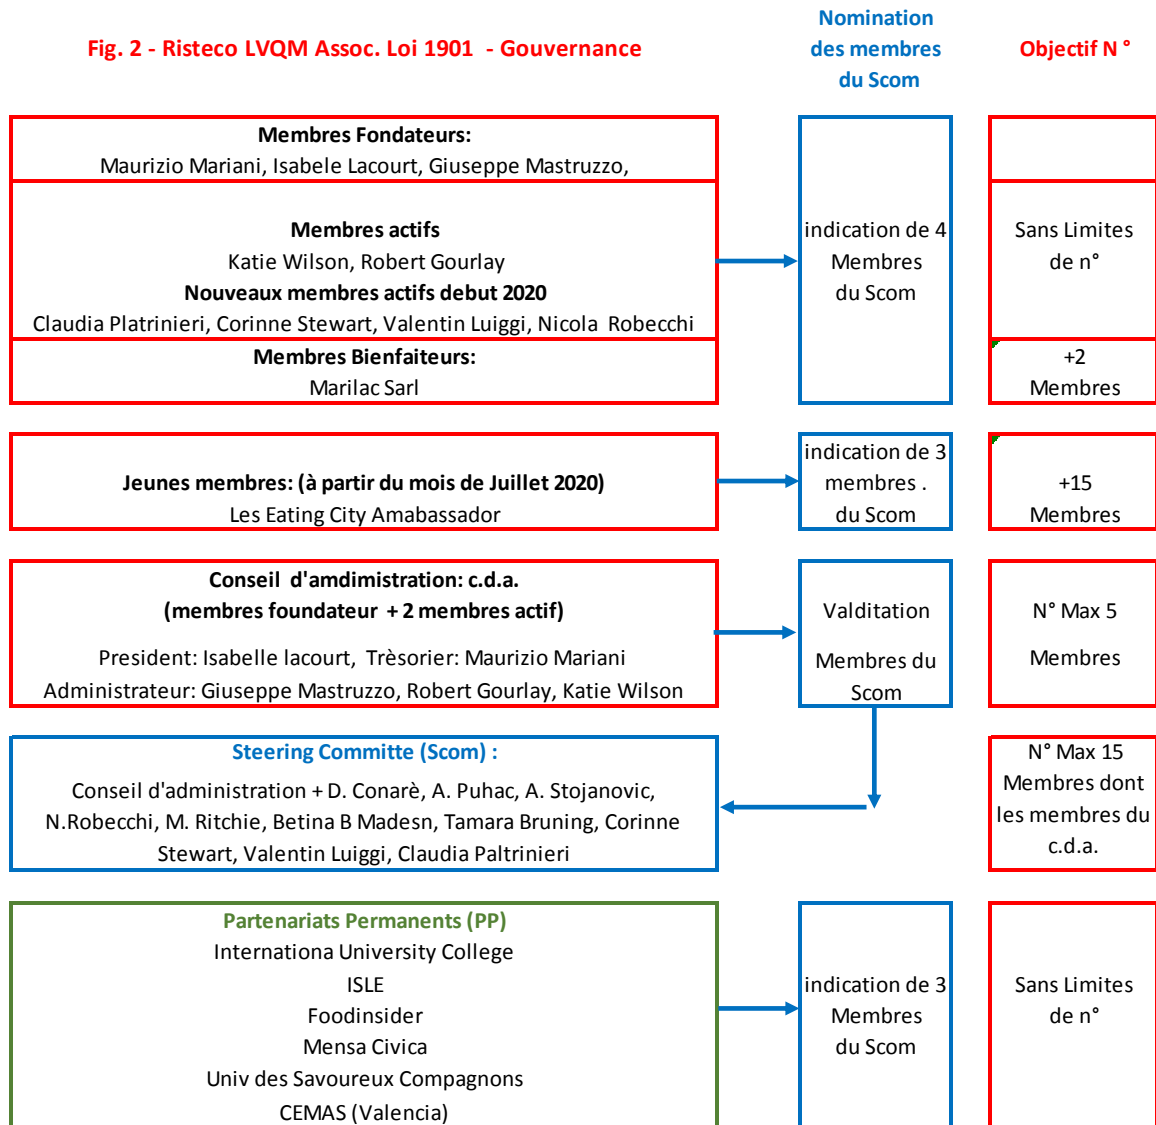 Fig. 2 - Risteco LVQM Assoc. Loi 1901 - Gouvernance
Nomination
des membres
du Scom
Objectif N °
Membres Fondateurs:
Maurizio Mariani, Isabele Lacourt, Giuseppe Mastruzzo,
Membres actifs
Katie Wilson, Robert Gourlay
Nouveaux membres actifs debut 2020
Claudia Platrinieri, Corinne Stewart, Valentin Luiggi, Nicola Robecchi
Membres Bienfaiteurs:
Marilac Sarl
indication de 4
Membres
du Scom
Sans Limites
de n°
+2
Membres
Jeunes membres: (à partir du mois de Juillet 2020)
Les Eating City Amabassador
indication de 3
membres .
du Scom
+15
Membres
Conseil d'amdimistration: c.d.a.
(membres foundateur + 2 membres actif)
President: Isabelle lacourt, Trèsorier: Maurizio Mariani
Administrateur: Giuseppe Mastruzzo, Robert Gourlay, Katie Wilson
Valditation
Membres du
Scom
N° Max 5
Membres
Steering Committe (Scom) :
Conseil d'administration + D. Conarè, A. Puhac, A. Stojanovic,
N.Robecchi, M. Ritchie, Betina B Madesn, Tamara Bruning, Corinne
Stewart, Valentin Luiggi, Claudia Paltrinieri
N° Max 15
Membres dont
les membres du
c.d.a.
Partenariats Permanents (PP)
Internationa University College
ISLE
Foodinsider
Mensa Civica
Univ des Savoureux Compagnons
CEMAS (Valencia)
indication de 3
Membres
du Scom
Sans Limites
de n°